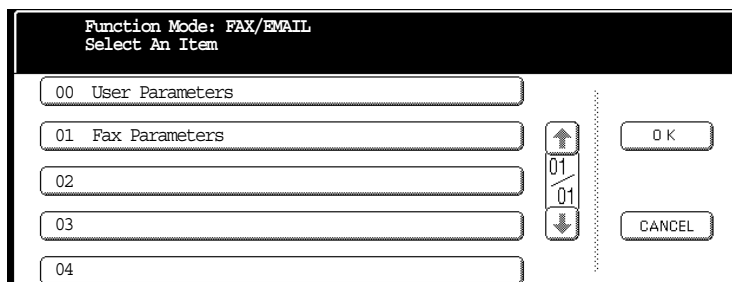 Function Mode: FAX/EMAIL
Select An Item
00 User Parameters
01 Fax Parameters
02
03
04
01/01
OK
CANCEL